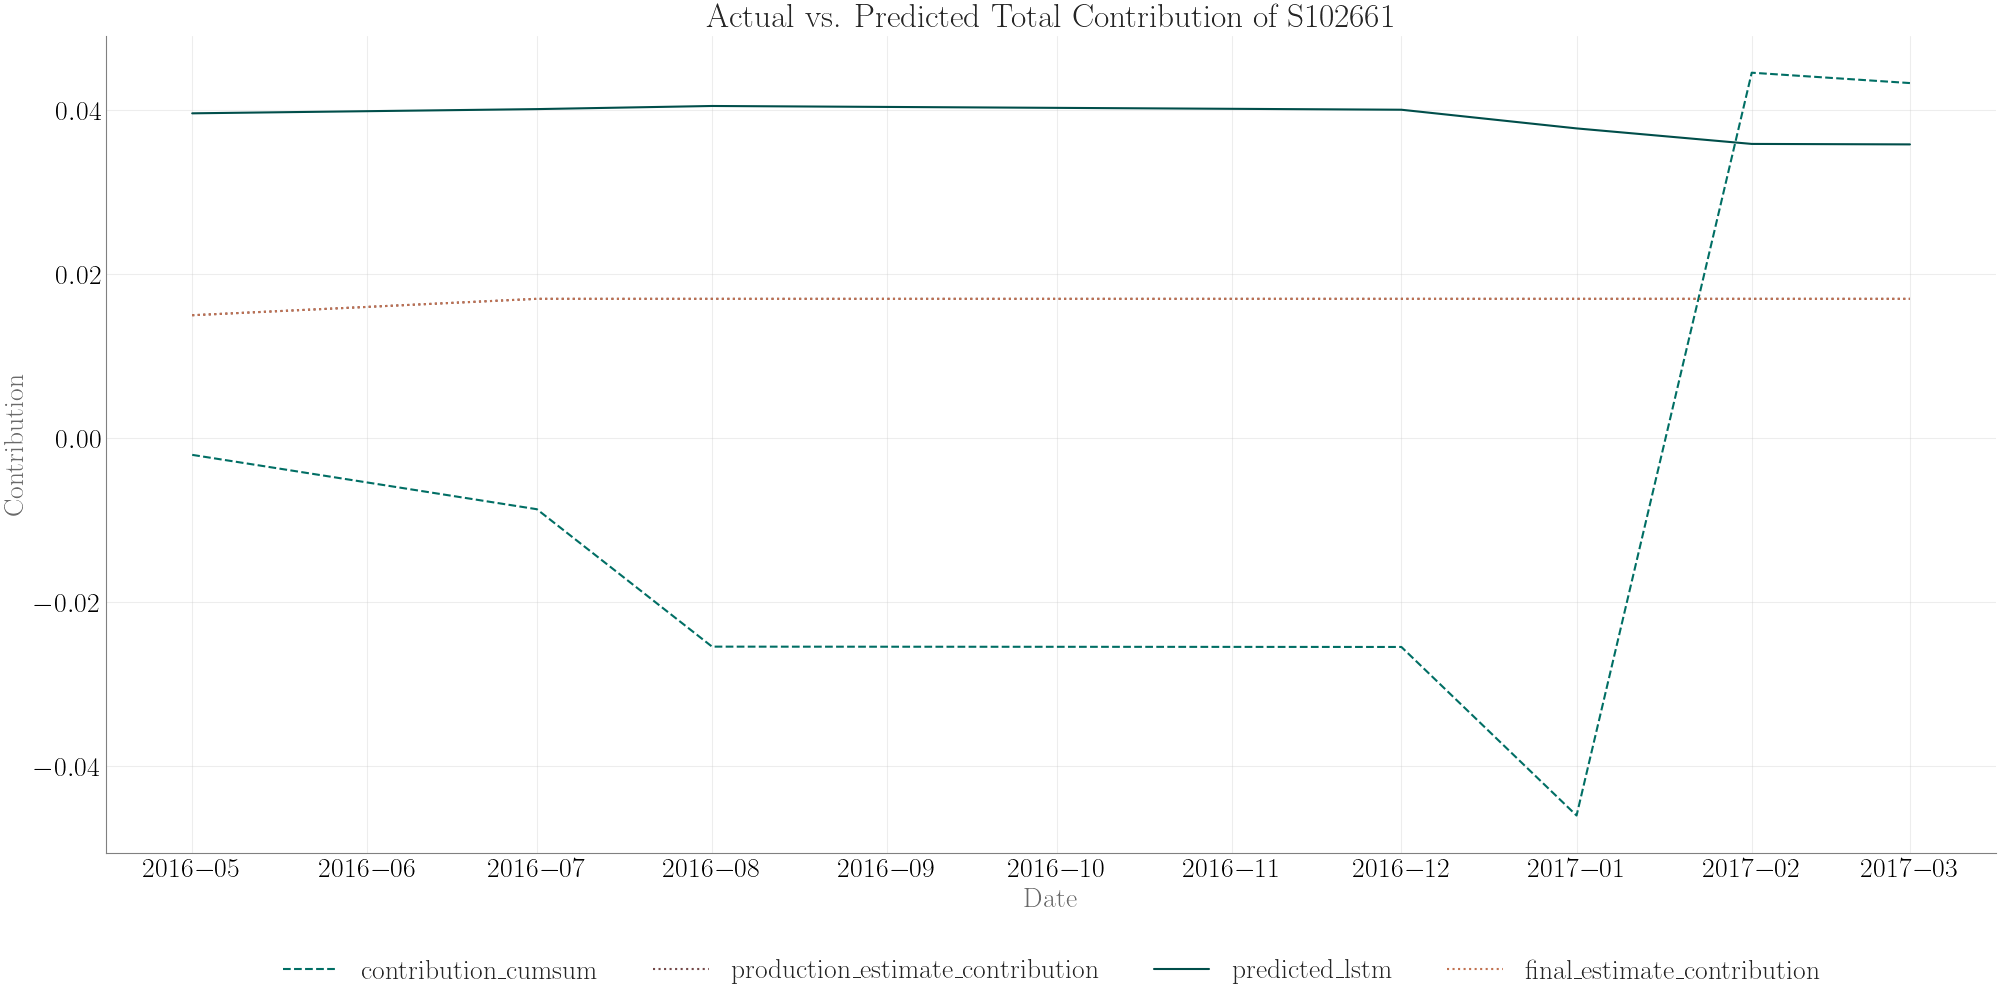 Actual vs. Predicted Total Contribution of S102661
0.04
0.02
0.00
−0.02
−0.04
Contribution
2016–05 2016–06 2016–07 2016–08 2016–09 2016–10 2016–11 2016–12 2017–01 2017–02 2017–03
Date
contribution_cumsum production_estimate_contribution predicted_lstm final_estimate_contribution